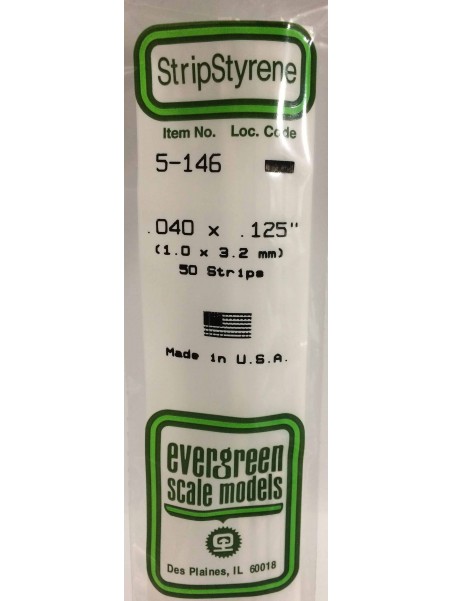 StripStyrene
Item No. Loc. Code
5-146
.040 x .125"
(1.0 x 3.2 mm)
50 Strips
Made in U.S.A.
evergreen
scale models
Des Plaines, IL 60018